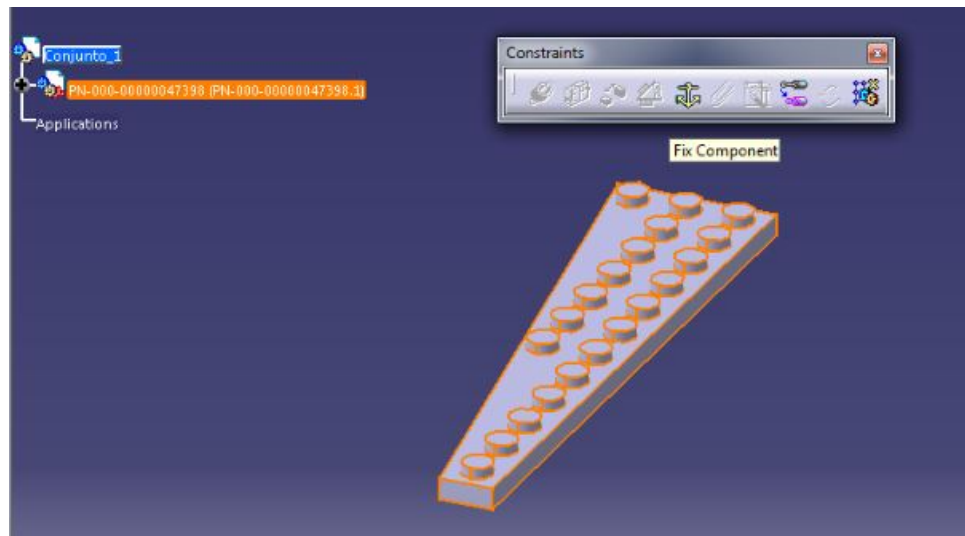 Conjunto_1
PN-000-00000047398 (PN-000-00000047398.1)
Applications
Constraints
Fix Component